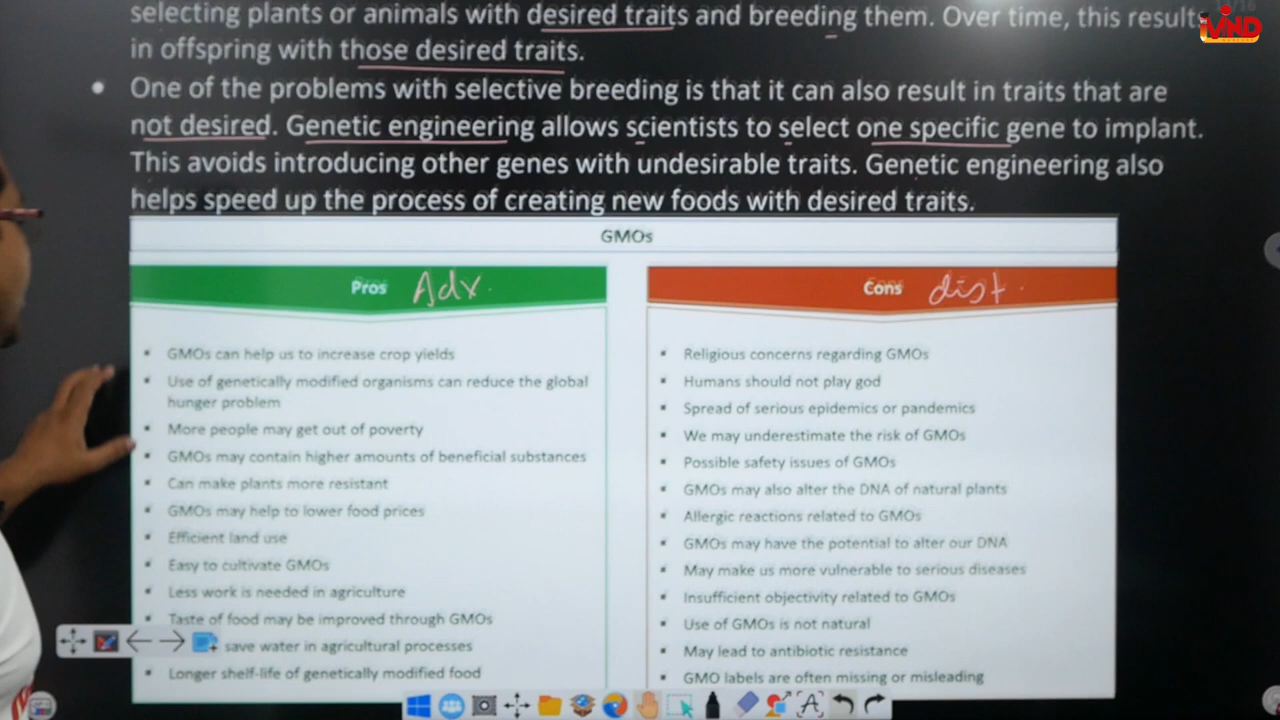 selecting plants or animals with desired traits and breeding them. Over time, this results
in offspring with those desired traits.
• One of the problems with selective breeding is that it can also result in traits that are
not desired. Genetic engineering allows scientists to select one specific gene to implant.
This avoids introducing other genes with undesirable traits. Genetic engineering also
helps speed up the process of creating new foods with desired traits.
GMOs
Pros Adv.
GMOs can help us to increase crop yields
Use of genetically modified organisms can reduce the global
hunger problem
More people may get out of poverty
GMOs may contain higher amounts of beneficial substances
Can make plants more resistant
GMOs may help to lower food prices
Efficient land use
Easy to cultivate GMOs
Less work is needed in agriculture
Taste of food may be improved through GMOs
save water in agricultural processes
Longer shelf-life of genetically modified food
Cons dist.
Religious concerns regarding GMOs
Humans should not play god
Spread of serious epidemics or pandemics
We may underestimate the risk of GMOs
Possible safety issues of GMOs
GMOs may also alter the DNA of natural plants
Allergic reactions related to GMOs
GMOs may have the potential to alter our DNA
May make us more vulnerable to serious diseases
Insufficient objectivity related to GMOs
Use of GMOs is not natural
May lead to antibiotic resistance
GMO labels are often missing or misleading